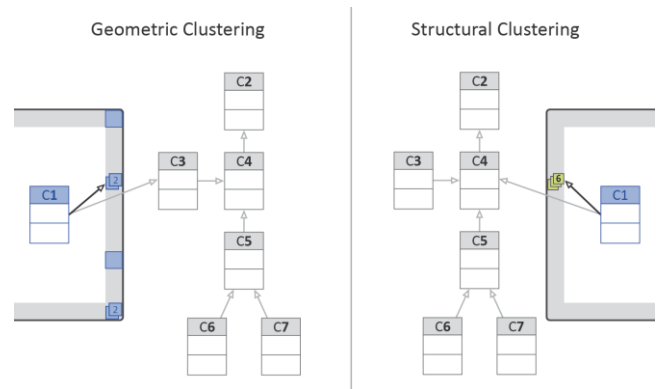 Geometric Clustering
Structural Clustering
C2
C2
C3
C4
C3
C4
2
6
C1
C1
C5
C5
2
C6
C7
C6
C7